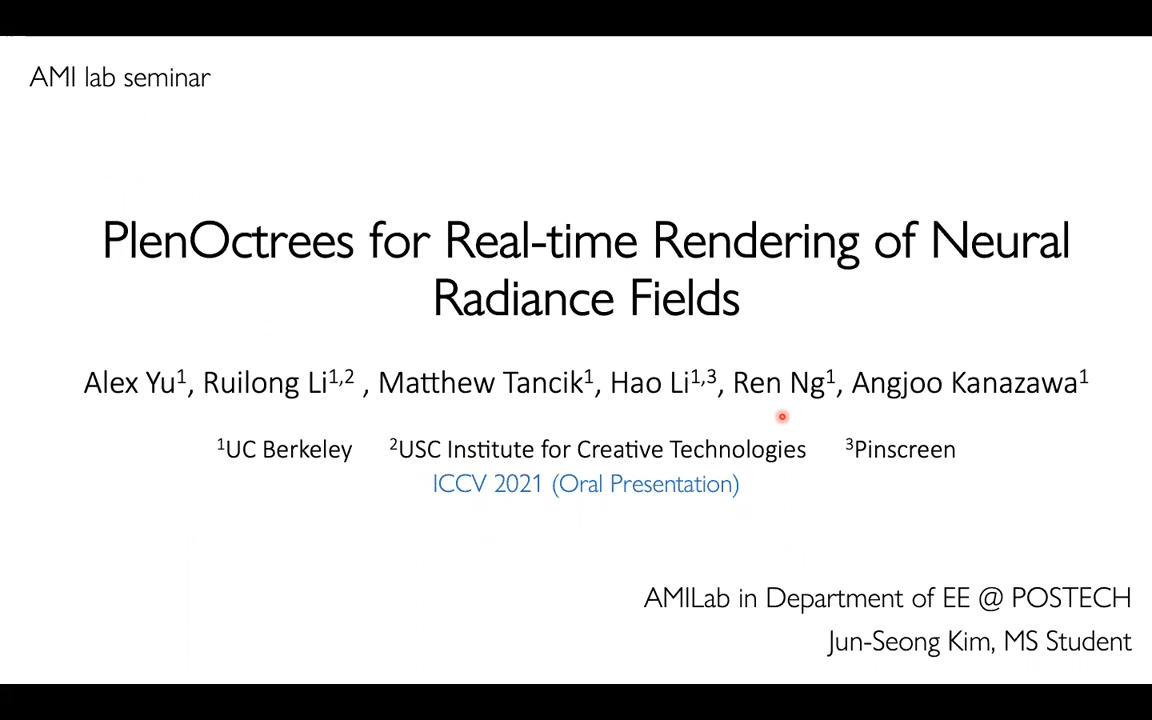 AMI lab seminar
PlenOctrees for Real-time Rendering of Neural
Radiance Fields
Alex Yu¹, Ruilong Li¹,² , Matthew Tancik¹, Hao Li¹,³, Ren Ng¹, Angjoo Kanazawa¹
¹UC Berkeley ²USC Institute for Creative Technologies ³Pinscreen
ICCV 2021 (Oral Presentation)
AMILab in Department of EE @ POSTECH
Jun-Seong Kim, MS Student